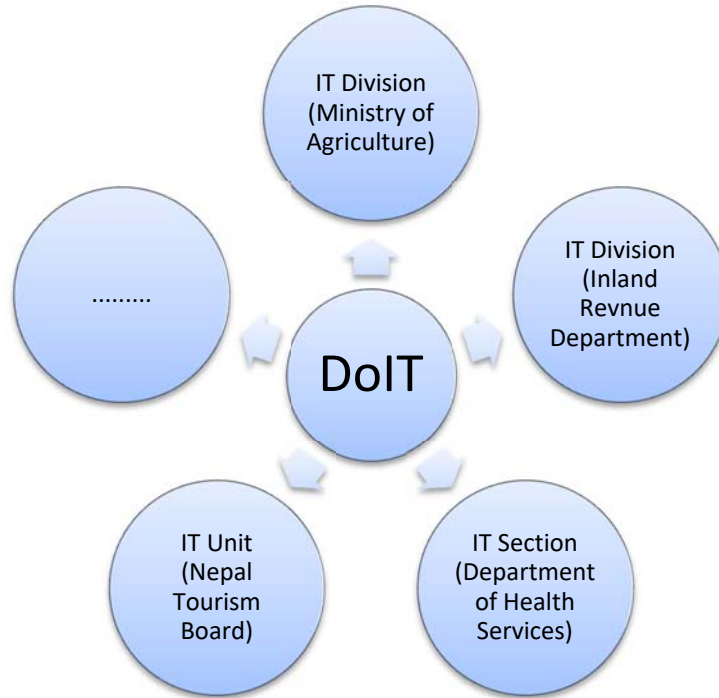 IT Division
(Ministry of
Agriculture)
IT Division
(Inland
Revnue
Department)
.........
DoIT
IT Unit
(Nepal
Tourism
Board)
IT Section
(Department
of Health
Services)